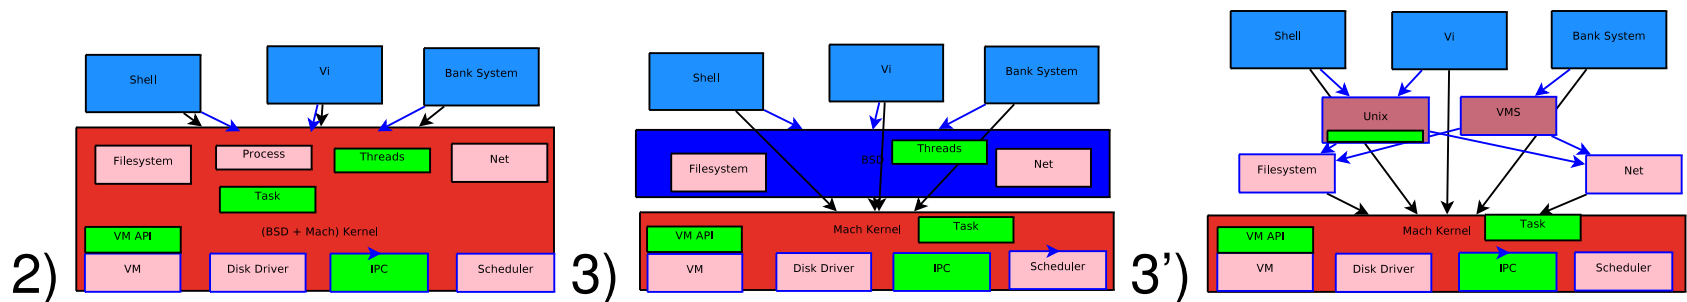 Shell
Vi
Bank System
Filesystem
Process
Threads
Net
Task
VM API
(BSD + Mach) Kernel
2)
VM
Disk Driver
IPC
Scheduler
Shell
Vi
Bank System
Threads
BSD
Filesystem
Net
Mach Kernel
Task
VM API
3)
VM
Disk Driver
IPC
Scheduler
Shell
Vi
Bank System
Unix
VMS
Filesystem
Net
Mach Kernel
Task
VM API
3')
VM
Disk Driver
IPC
Scheduler